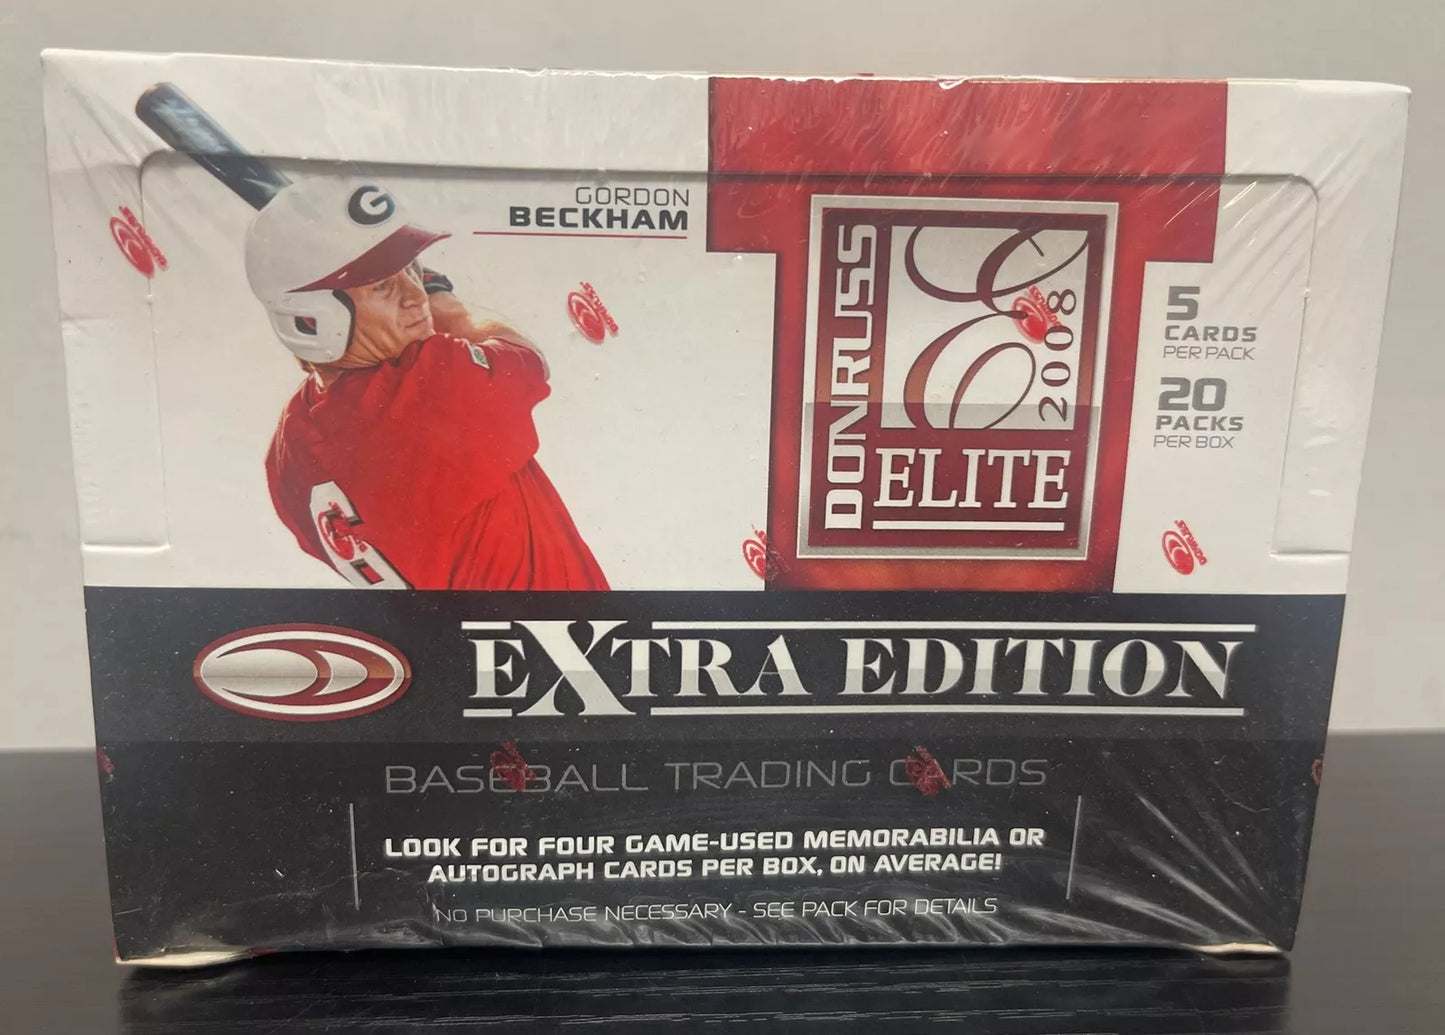 GORDON
BECKHAM
G
6
DONRUSS
E
2008
ELITE
5
CARDS
PER PACK
20
PACKS
PER BOX
EXTRA EDITION
BASEBALL TRADING CARDS
LOOK FOR FOUR GAME-USED MEMORABILIA OR
AUTOGRAPH CARDS PER BOX, ON AVERAGE!
NO PURCHASE NECESSARY - SEE PACK FOR DETAILS